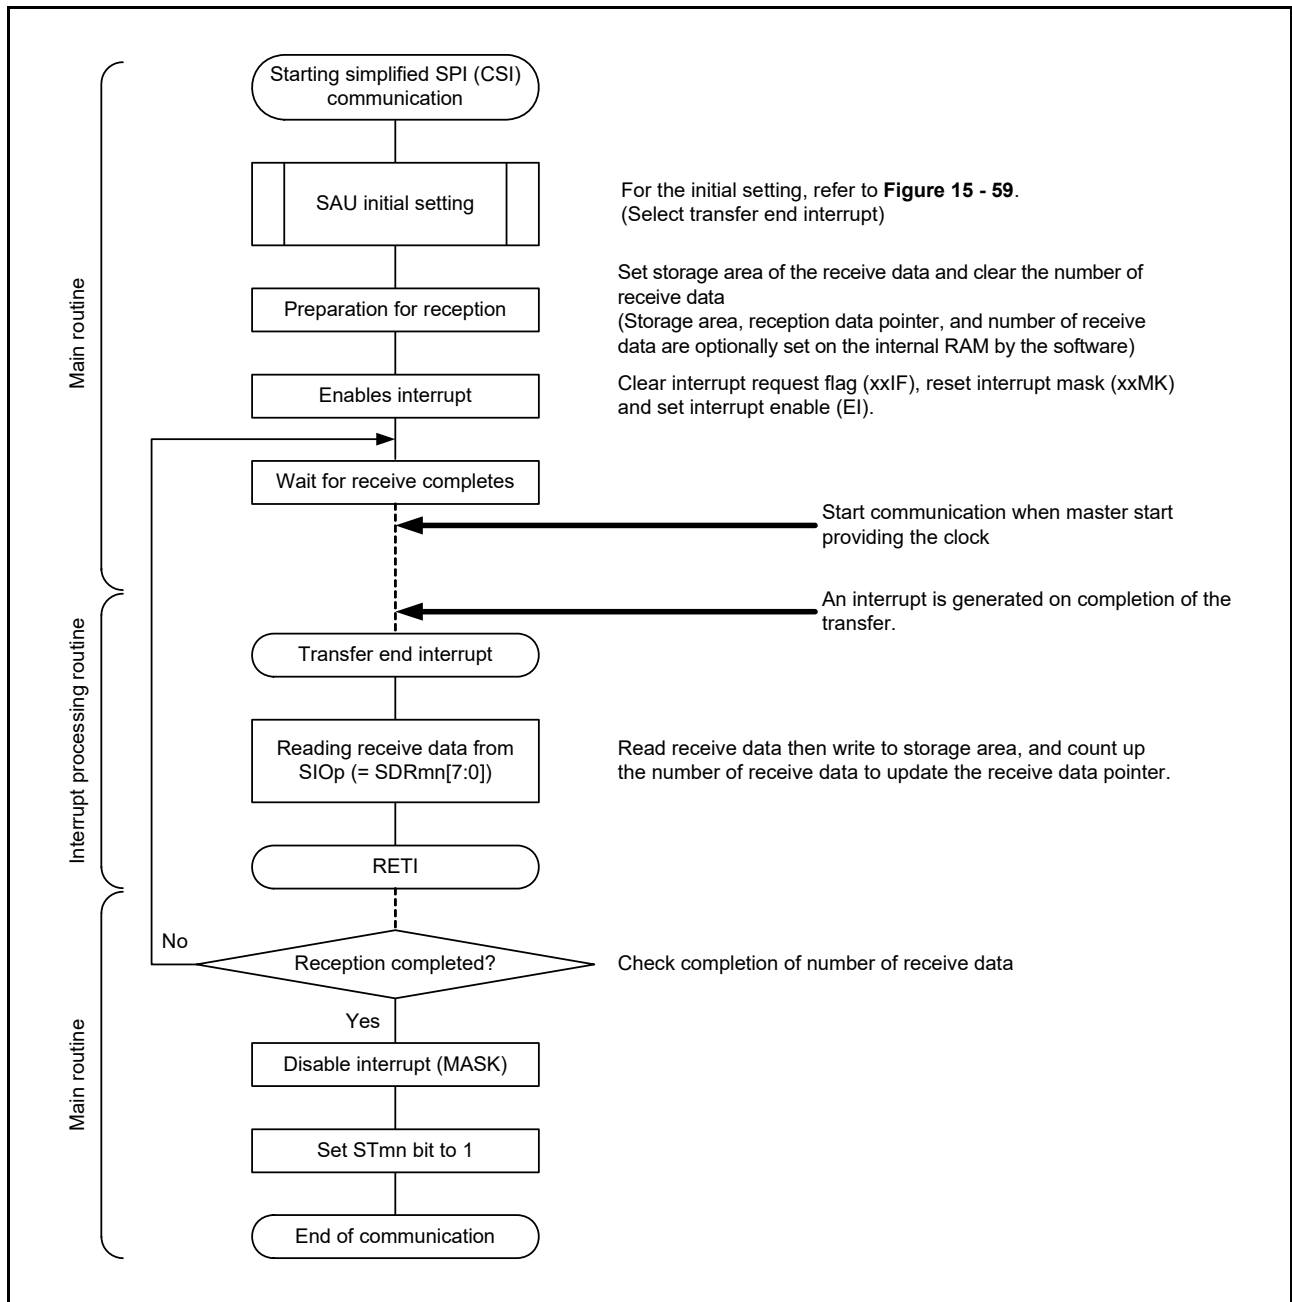 Starting simplified SPI (CSI)
communication
SAU initial setting
For the initial setting, refer to Figure 15 - 59.
(Select transfer end interrupt)
Set storage area of the receive data and clear the number of
receive data
(Storage area, reception data pointer, and number of receive
data are optionally set on the internal RAM by the software)
Preparation for reception
Main routine
Enables interrupt
Clear interrupt request flag (xxIF), reset interrupt mask (xxMK)
and set interrupt enable (EI).
Wait for receive completes
Start communication when master start
providing the clock
An interrupt is generated on completion of the
transfer.
Transfer end interrupt
Interrupt processing routine
Reading receive data from
SIOp (= SDRmn[7:0])
Read receive data then write to storage area, and count up
the number of receive data to update the receive data pointer.
RETI
No
Reception completed?
Check completion of number of receive data
Yes
Main routine
Disable interrupt (MASK)
Set STmn bit to 1
End of communication